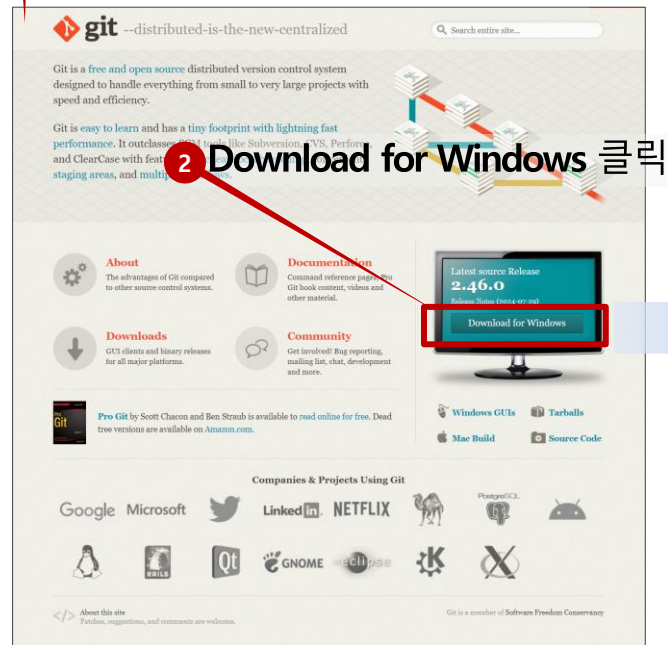 git --distributed-is-the-new-centralized
Search entire site...
Git is a free and open source distributed version control system
designed to handle everything from small to very large projects with
speed and efficiency.
Git is easy to learn and has a tiny footprint with lightning fast
performance. It outclasses tools like Subversion, CVS, Perforce,
and ClearCase with
staging areas, and
2 Download for Windows 클릭
About
The advantages of Git compared
to other source control systems.
Documentation
Command reference pages, Pro
Git book content, videos and
other material.
Downloads
GUI clients and binary releases
for all major platforms.
Community
Get involved! Bug reporting,
mailing list, chat, development
and more.
Latest source Release
2.46.0
Release Notes (2024-07-29)
Download for Windows
Windows GUIs
Tarballs
Mac Build
Source Code
Pro
Git
Pro Git by Scott Chacon and Ben Straub is available to read online for free. Dead
tree versions are available on Amazon.com.
Companies & Projects Using Git
Google Microsoft LinkedIn. NETFLIX PostgreSQL
RAILS Qt GNOME eclipse K X
</> About this site
Patches, suggestions, and comments are welcome.
Git is a member of Software Freedom Conservancy